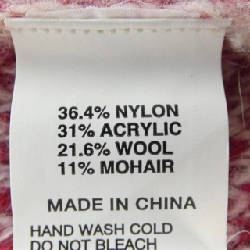 36.4% NYLON
31% ACRYLIC
21.6% WOOL
11% MOHAIR
MADE IN CHINA
HAND WASH COLD
DO NOT BLEACH